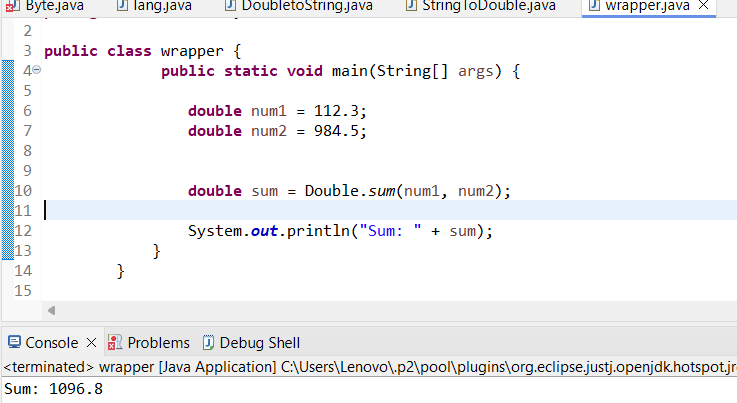 Byte.java lang.java DoubletoString.java StringToDouble.java wrapper.java
2
3 public class wrapper {
4 public static void main(String[] args) {
5
6 double num1 = 112.3;
7 double num2 = 984.5;
8
9
10 double sum = Double.sum(num1, num2);
11
12 System.out.println("Sum: " + sum);
13 }
14 }
15
Console Problems Debug Shell
<terminated> wrapper [Java Application] C:\Users\Lenovo\.p2\pool\plugins\org.eclipse.justj.openjdk.hotspot.jr
Sum: 1096.8